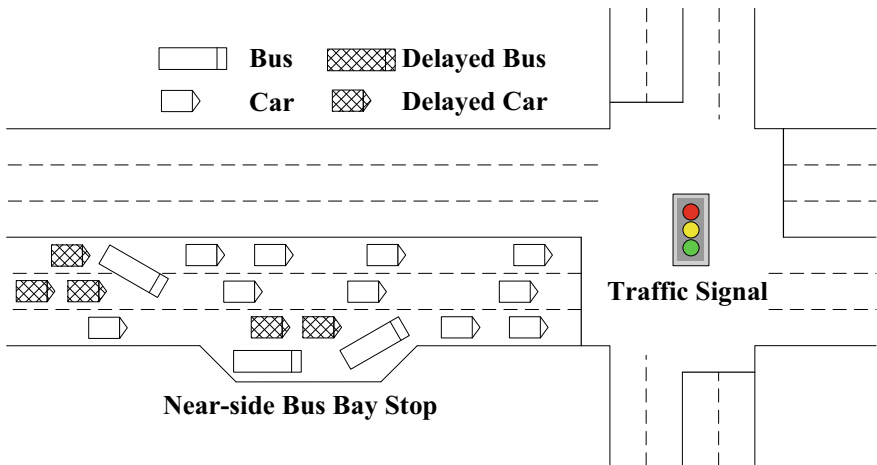 Bus
Delayed Bus
Car
Delayed Car
Traffic Signal
Near-side Bus Bay Stop